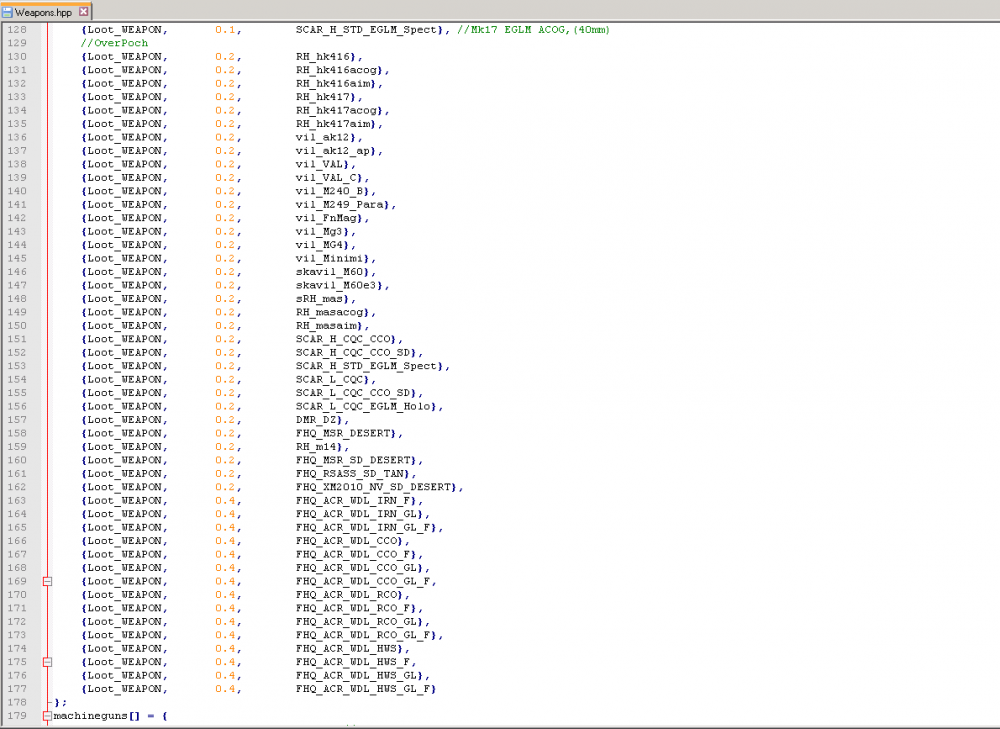 Weapons.hpp
128 {Loot_WEAPON, 0.1, SCAR_H_STD_EGLM_Spect}, //Mk17 EGLM ACOG,(40mm)
129 //OverPoch
130 {Loot_WEAPON, 0.2, RH_hk416},
131 {Loot_WEAPON, 0.2, RH_hk416acog},
132 {Loot_WEAPON, 0.2, RH_hk416aim},
133 {Loot_WEAPON, 0.2, RH_hk417},
134 {Loot_WEAPON, 0.2, RH_hk417acog},
135 {Loot_WEAPON, 0.2, RH_hk417aim},
136 {Loot_WEAPON, 0.2, vil_ak12},
137 {Loot_WEAPON, 0.2, vil_ak12_ap},
138 {Loot_WEAPON, 0.2, vil_VAL},
139 {Loot_WEAPON, 0.2, vil_VAL_C},
140 {Loot_WEAPON, 0.2, vil_M240_B},
141 {Loot_WEAPON, 0.2, vil_M249_Para},
142 {Loot_WEAPON, 0.2, vil_FnMag},
143 {Loot_WEAPON, 0.2, vil_Mg3},
144 {Loot_WEAPON, 0.2, vil_MG4},
145 {Loot_WEAPON, 0.2, vil_Minimi},
146 {Loot_WEAPON, 0.2, skavil_M60},
147 {Loot_WEAPON, 0.2, skavil_M60e3},
148 {Loot_WEAPON, 0.2, sRH_mas},
149 {Loot_WEAPON, 0.2, RH_masacog},
150 {Loot_WEAPON, 0.2, RH_masaim},
151 {Loot_WEAPON, 0.2, SCAR_H_CQC_CCO},
152 {Loot_WEAPON, 0.2, SCAR_H_CQC_CCO_SD},
153 {Loot_WEAPON, 0.2, SCAR_H_STD_EGLM_Spect},
154 {Loot_WEAPON, 0.2, SCAR_L_CQC},
155 {Loot_WEAPON, 0.2, SCAR_L_CQC_CCO_SD},
156 {Loot_WEAPON, 0.2, SCAR_L_CQC_EGLM_Holo},
157 {Loot_WEAPON, 0.2, DMR_DZ},
158 {Loot_WEAPON, 0.2, FHQ_MSR_DESERT},
159 {Loot_WEAPON, 0.2, RH_m14},
160 {Loot_WEAPON, 0.2, FHQ_MSR_SD_DESERT},
161 {Loot_WEAPON, 0.2, FHQ_RSASS_SD_TAN},
162 {Loot_WEAPON, 0.2, FHQ_XM2010_NV_SD_DESERT},
163 {Loot_WEAPON, 0.4, FHQ_ACR_WDL_IRN_F},
164 {Loot_WEAPON, 0.4, FHQ_ACR_WDL_IRN_GL},
165 {Loot_WEAPON, 0.4, FHQ_ACR_WDL_IRN_GL_F},
166 {Loot_WEAPON, 0.4, FHQ_ACR_WDL_CCO},
167 {Loot_WEAPON, 0.4, FHQ_ACR_WDL_CCO_F},
168 {Loot_WEAPON, 0.4, FHQ_ACR_WDL_CCO_GL},
169 {Loot_WEAPON, 0.4, FHQ_ACR_WDL_CCO_GL_F,
170 {Loot_WEAPON, 0.4, FHQ_ACR_WDL_RCO},
171 {Loot_WEAPON, 0.4, FHQ_ACR_WDL_RCO_F},
172 {Loot_WEAPON, 0.4, FHQ_ACR_WDL_RCO_GL},
173 {Loot_WEAPON, 0.4, FHQ_ACR_WDL_RCO_GL_F},
174 {Loot_WEAPON, 0.4, FHQ_ACR_WDL_HWS},
175 {Loot_WEAPON, 0.4, FHQ_ACR_WDL_HWS_F,
176 {Loot_WEAPON, 0.4, FHQ_ACR_WDL_HWS_GL},
177 {Loot_WEAPON, 0.4, FHQ_ACR_WDL_HWS_GL_F}
178 };
179 machineguns[] = {